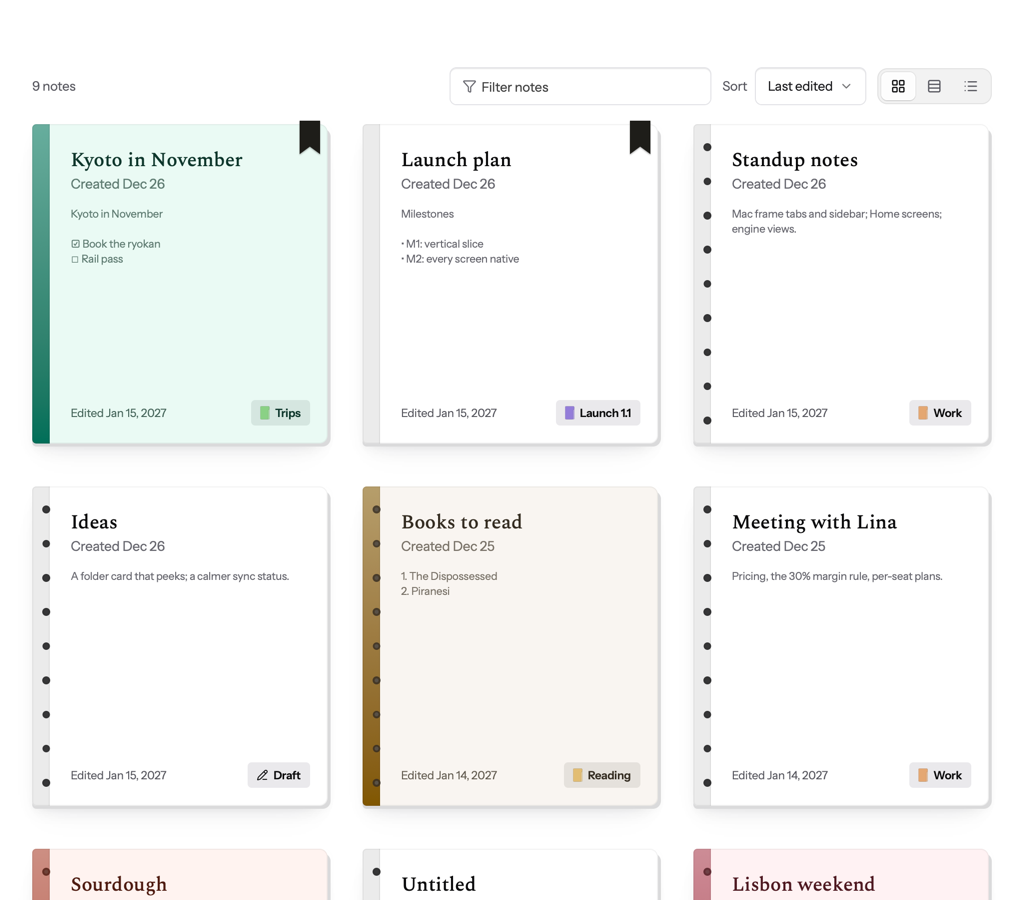 9 notes
Filter notes
Sort
Last edited
Kyoto in November
Created Dec 26
Kyoto in November
☑ Book the ryokan
☐ Rail pass
Edited Jan 15, 2027
Trips
Launch plan
Created Dec 26
Milestones
• M1: vertical slice
• M2: every screen native
Edited Jan 15, 2027
Launch 1.1
Standup notes
Created Dec 26
Mac frame tabs and sidebar; Home screens;
engine views.
Edited Jan 15, 2027
Work
Ideas
Created Dec 26
A folder card that peeks; a calmer sync status.
Edited Jan 15, 2027
Draft
Books to read
Created Dec 25
1. The Dispossessed
2. Piranesi
Edited Jan 14, 2027
Reading
Meeting with Lina
Created Dec 25
Pricing, the 30% margin rule, per-seat plans.
Edited Jan 14, 2027
Work
Sourdough
Untitled
Lisbon weekend